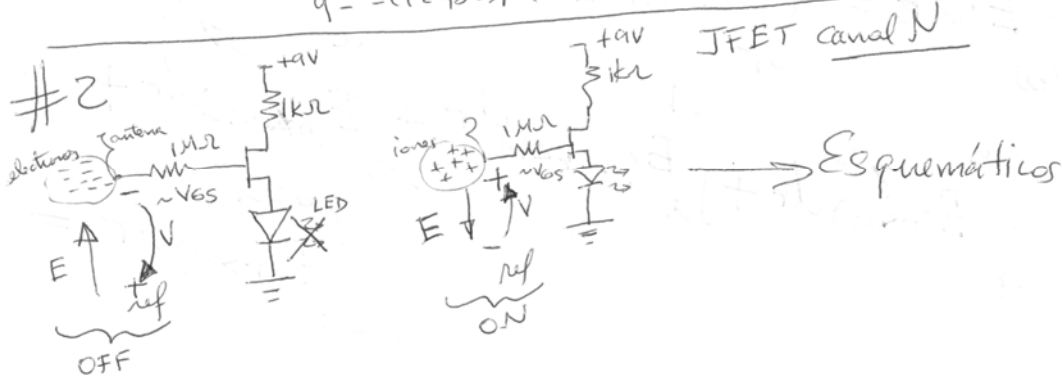 JFET canal N
#2
+9V
1kΩ
electrones
antena
1MΩ
-
~VGS
LED
E
V
+
ref
OFF
+9V
1kΩ
iones
?
+ + + + + +
1MΩ
+
~VGS
E
V
-
ref
ON
Esquemáticos